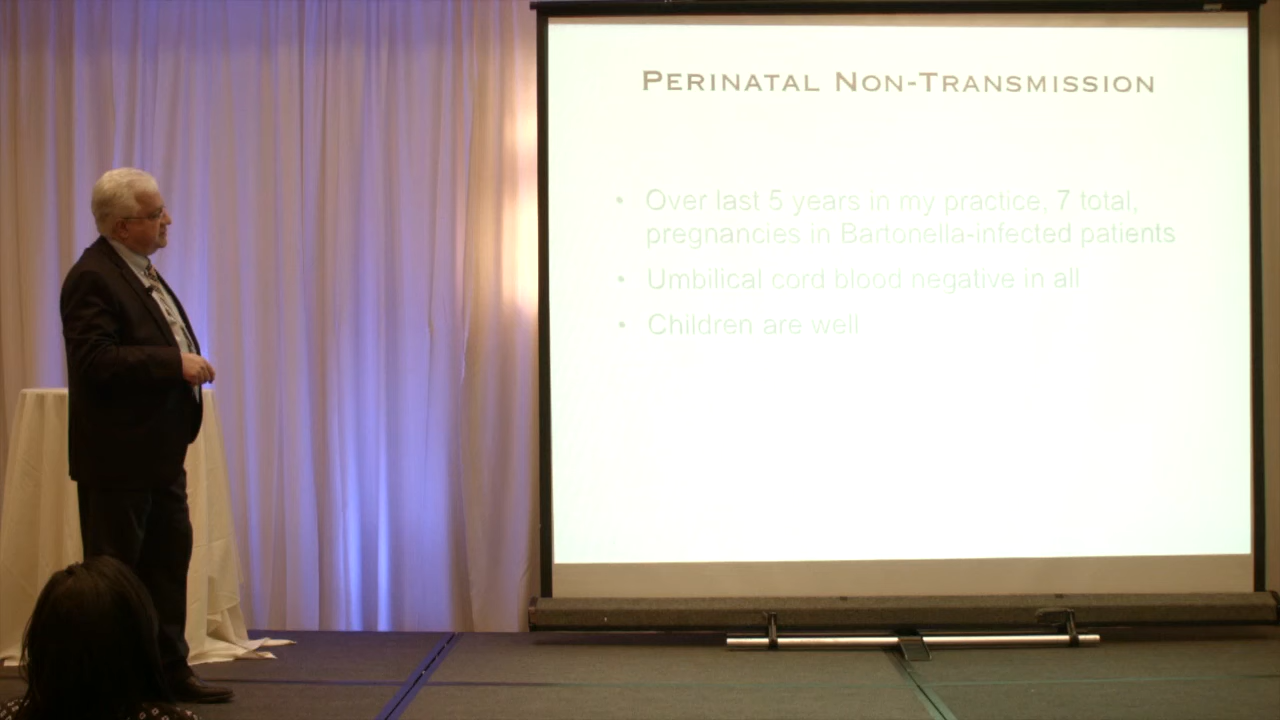 PERINATAL NON-TRANSMISSION
• Over last 5 years in my practice, 7 total,
pregnancies in Bartonella-infected patients
• Umbilical cord blood negative in all
• Children are well